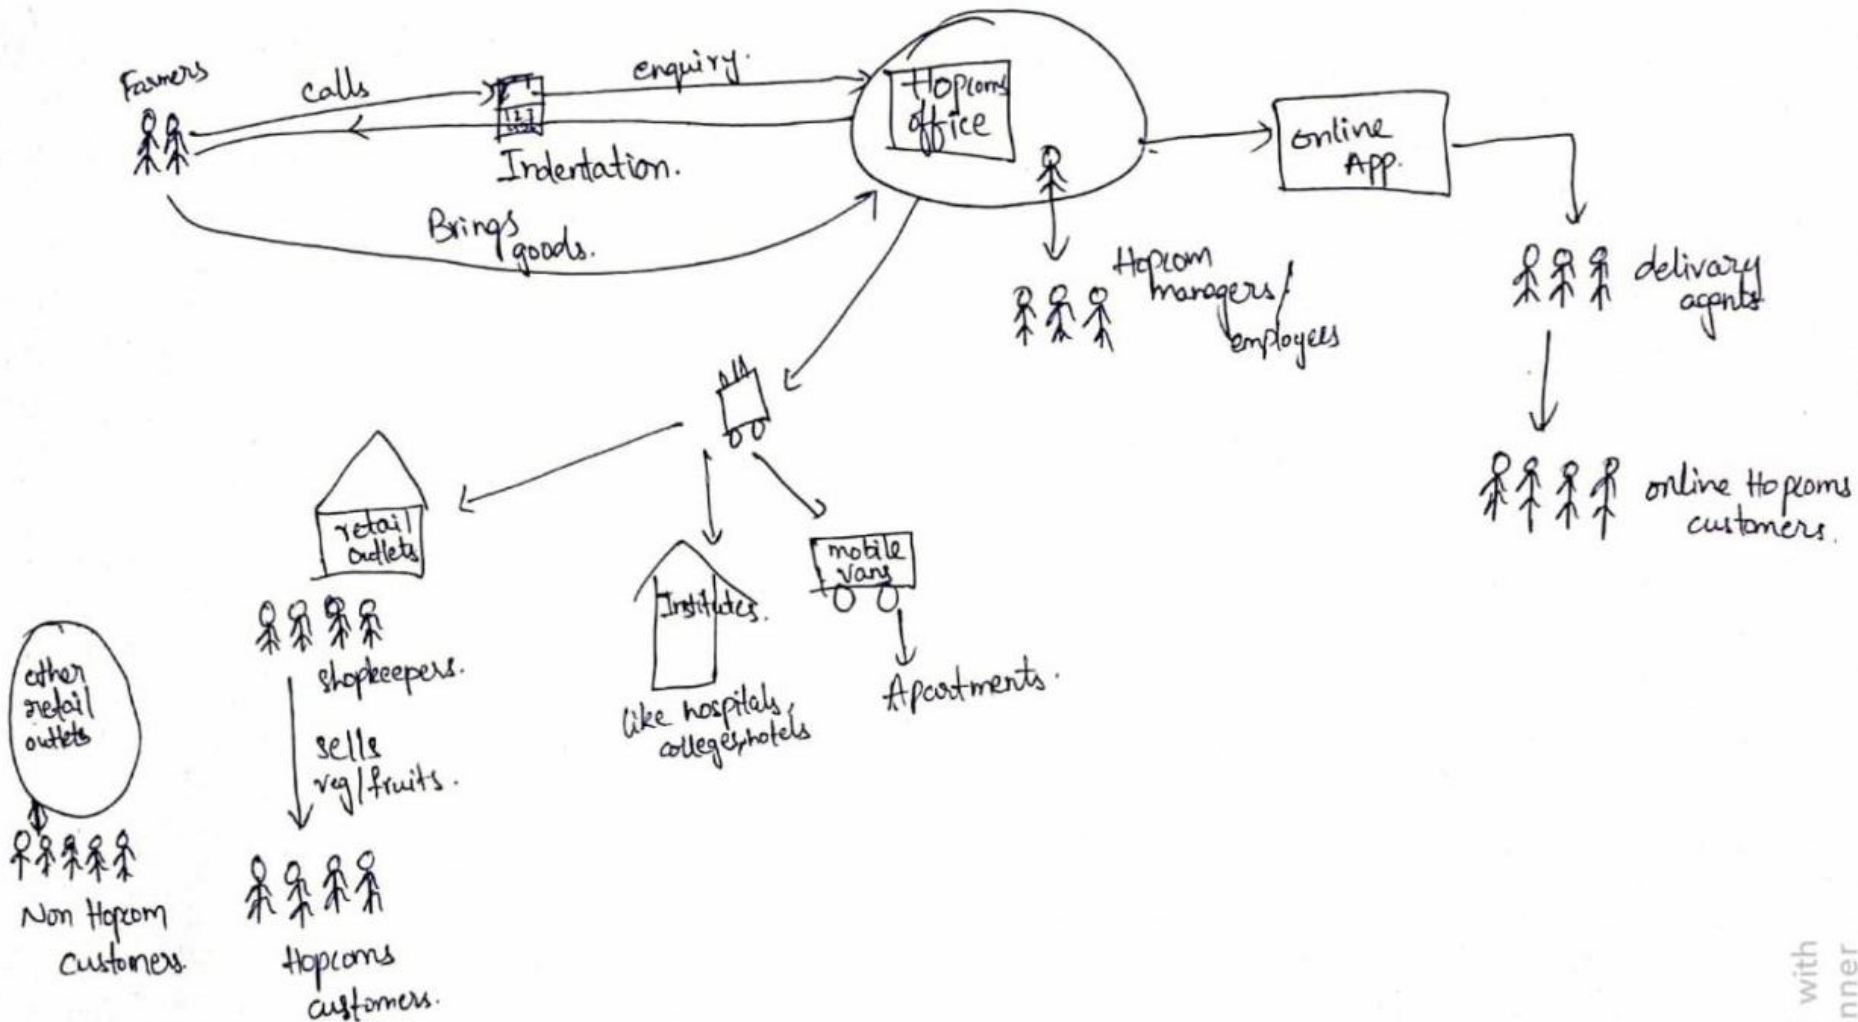 Farmers
calls
enquiry.
Indentation.
Brings
goods.
Hopcoms
office
online
App.
Hopcom
managers/
employees
delivary
agents
online Hopcoms
customers.
retail
outlets
shopkeepers.
sells
veg/fruits.
Hopcoms
customers.
Institutes.
like hospitals,
colleges, hotels
mobile
vans
Apartments.
other
retail
outlets
Non Hopcom
customers.
with
nner